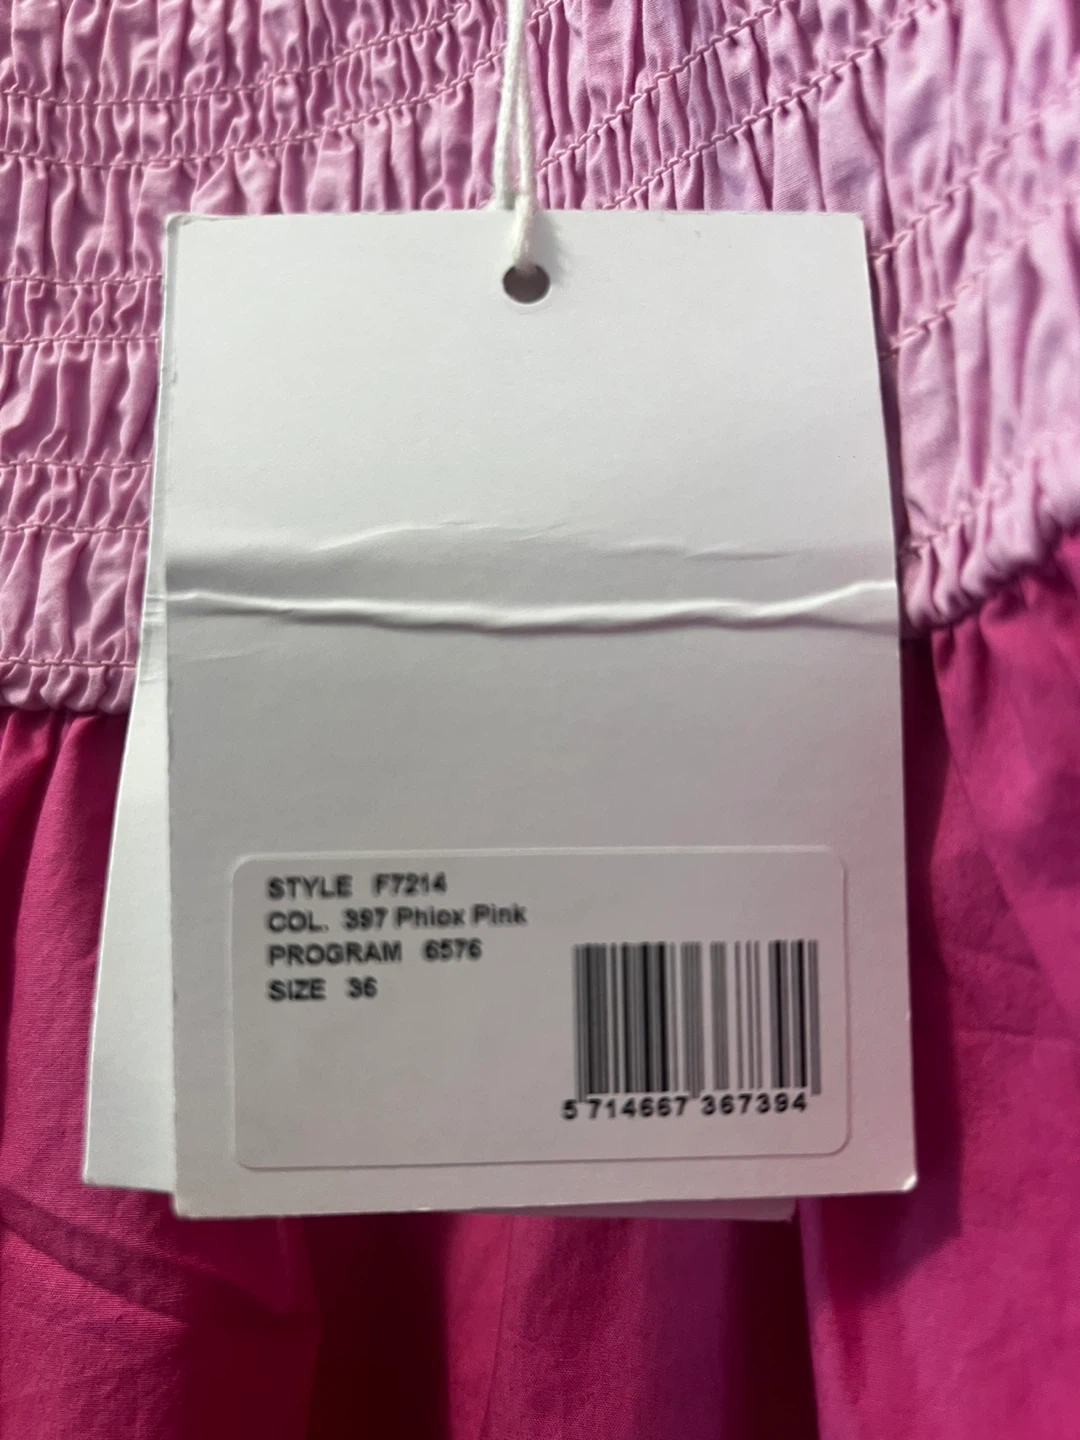 STYLE F7214
COL. 397 Phlox Pink
PROGRAM 6576
SIZE 36
5 714667 367394